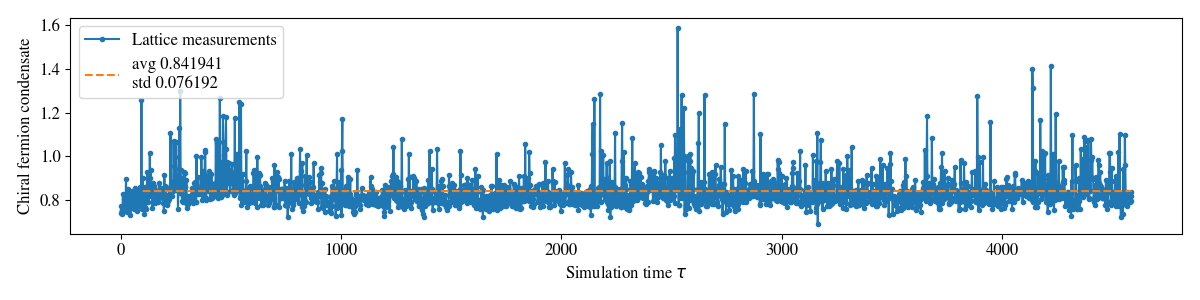 Chiral fermion condensate
1.6
1.4
1.2
1.0
0.8
Lattice measurements
avg 0.841941
std 0.076192
0
1000
2000
3000
4000
Simulation time τ